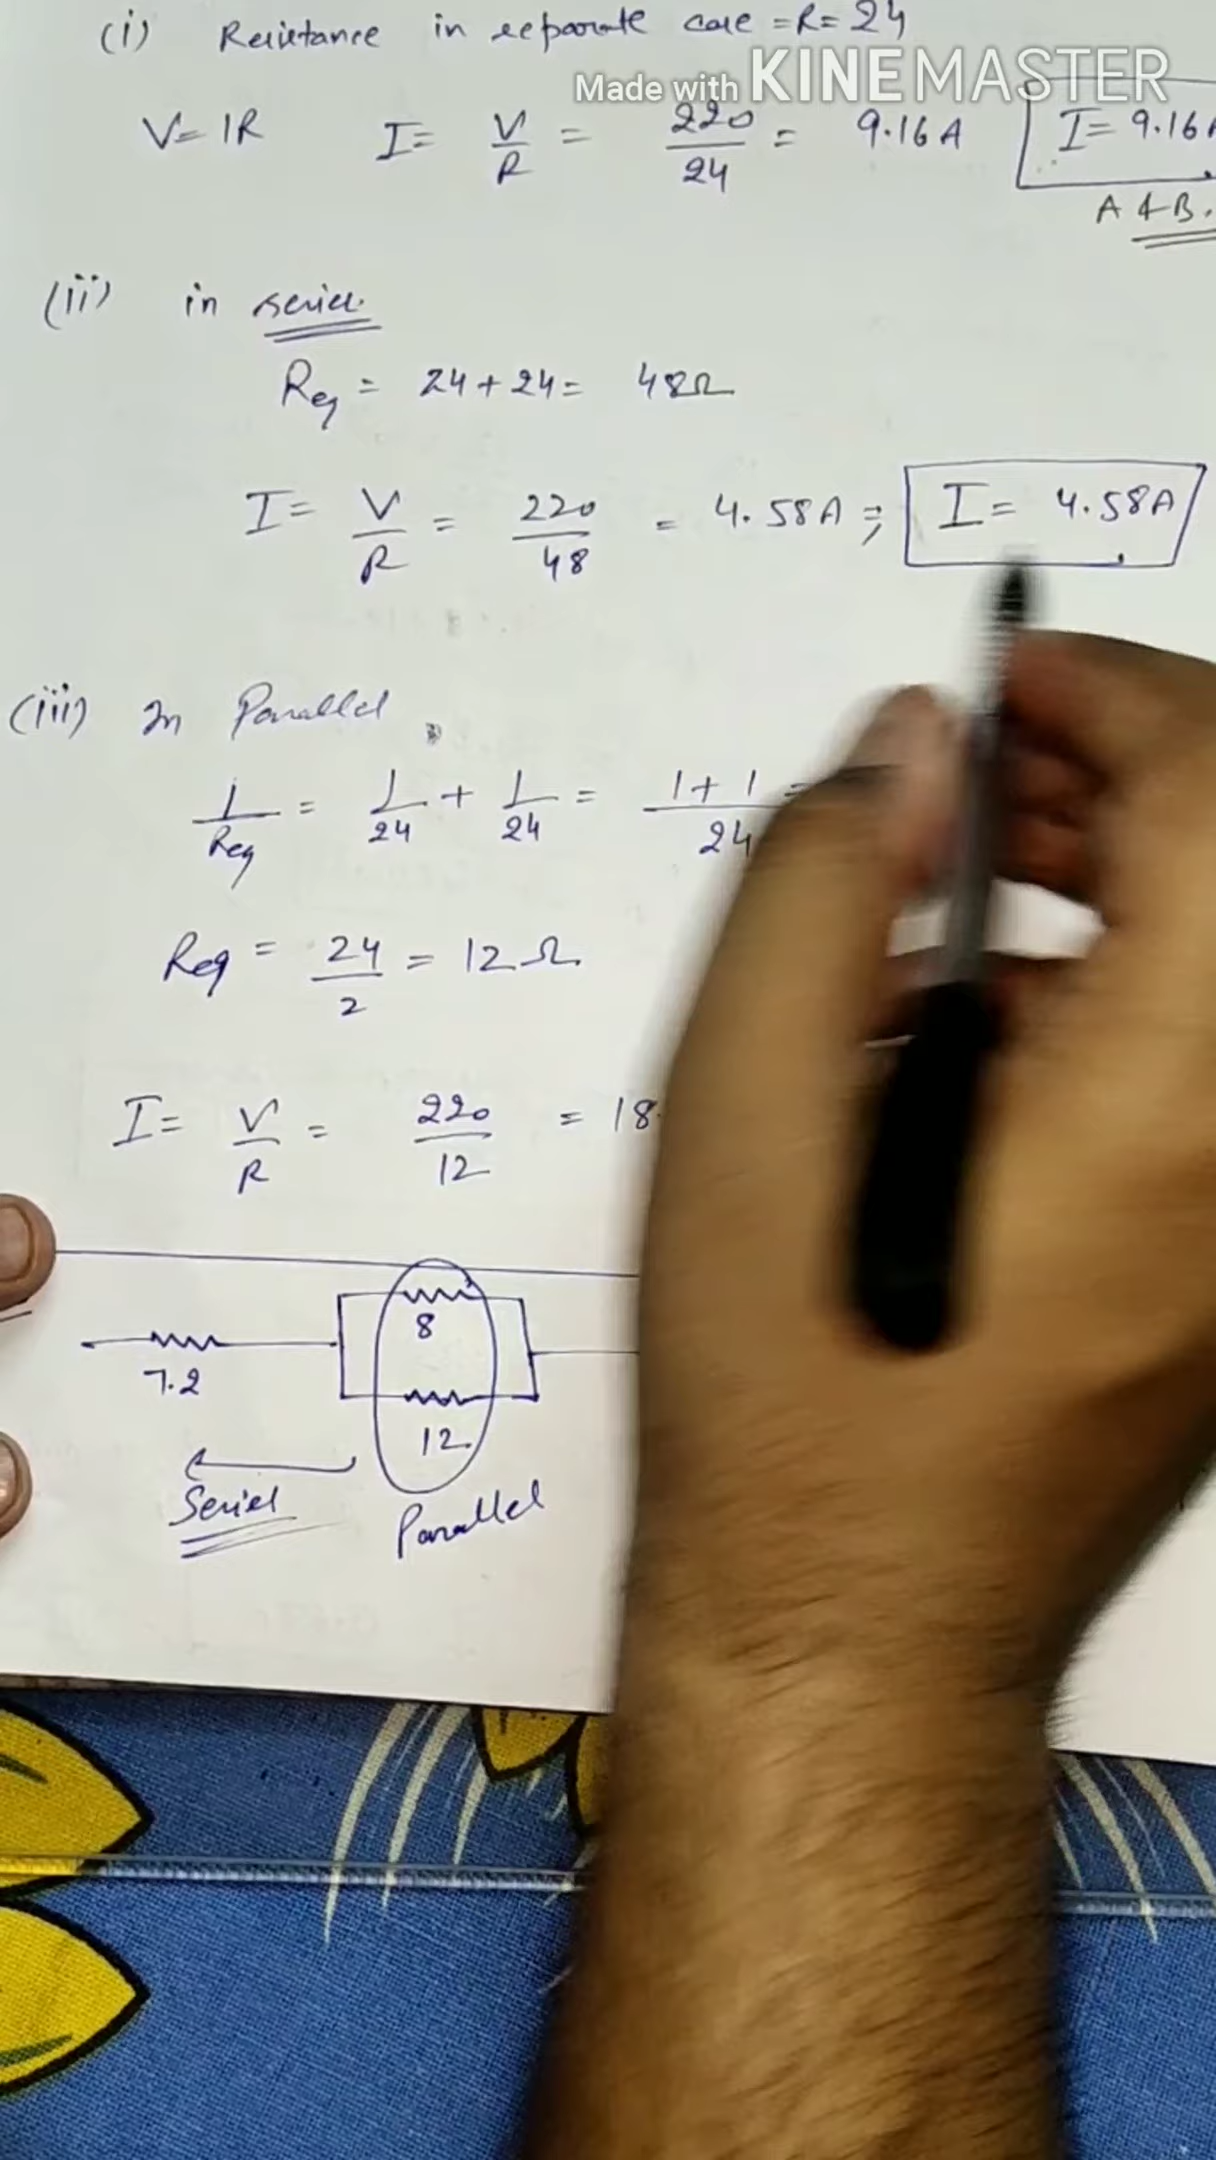 (i) Resistance in separate case = R = 24
Made with KINEMASTER
V = IR I = V/R = 220/24 = 9.16A I = 9.16A
A & B.
(ii) in series.
Req = 24 + 24 = 48Ω
I = V/R = 220/48 = 4.58A ; I = 4.58A
(iii) In Parallel
1/Req = 1/24 + 1/24 = 1+1/24 =
Req = 24/2 = 12Ω
I = V/R = 220/12 = 18.
8
7.2
12
Series
Parallel